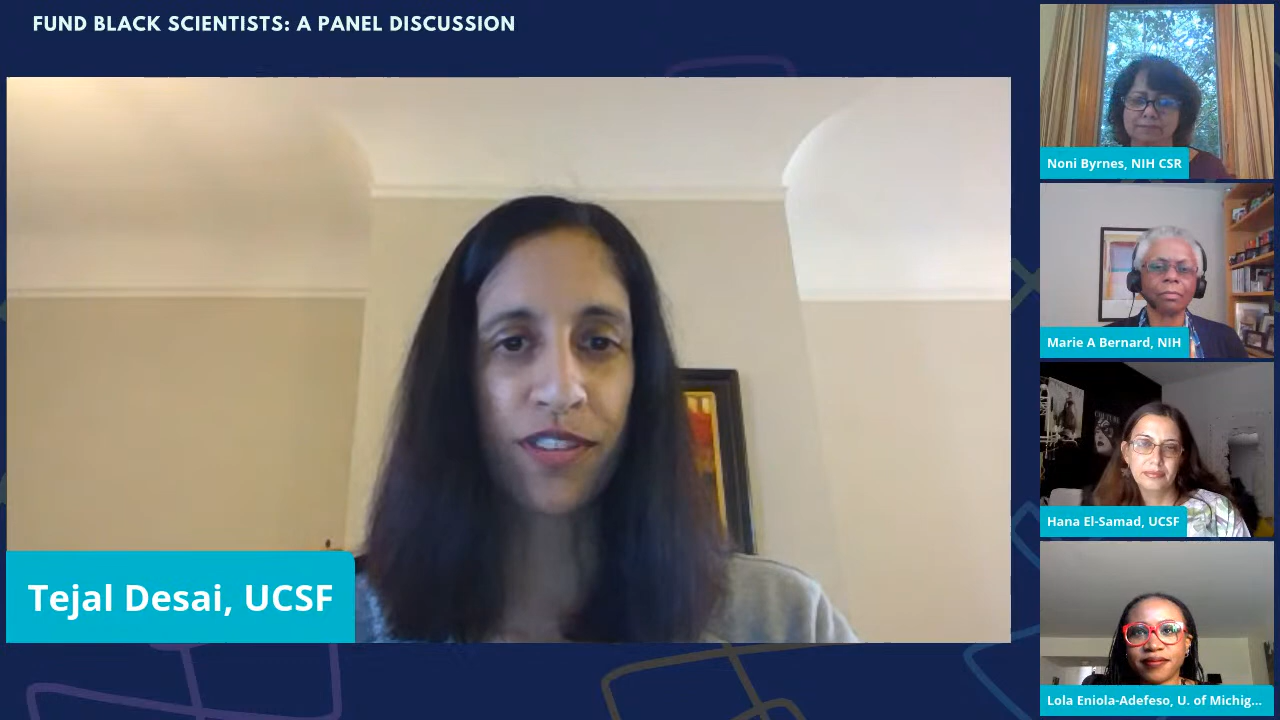 FUND BLACK SCIENTISTS: A PANEL DISCUSSION
Tejal Desai, UCSF
Noni Byrnes, NIH CSR
Marie A Bernard, NIH
Hana El-Samad, UCSF
Lola Eniola-Adefeso, U. of Michig...